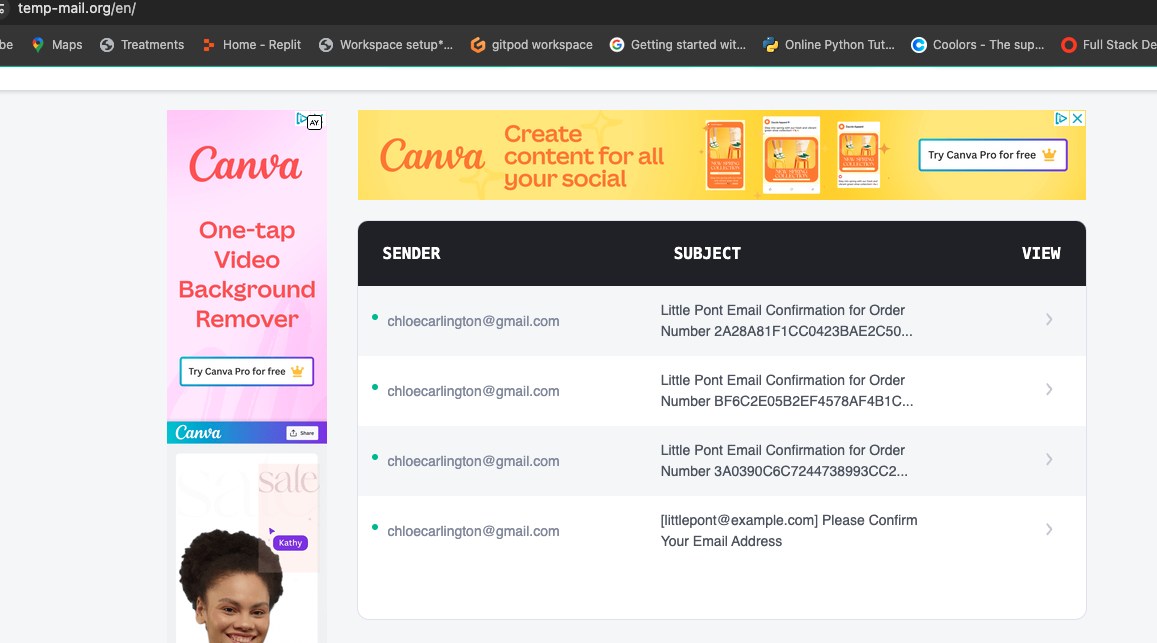 temp-mail.org/en/
be
Maps
Treatments
Home - Replit
Workspace setup*...
gitpod workspace
Getting started wit...
Online Python Tut...
Coolors - The sup...
Full Stack De
AY
Canva
One-tap
Video
Background
Remover
Try Canva Pro for free
Canva
Share
sale
sale
Kathy
Canva
Create
content for all
your social
NEW SPRING
COLLECTION
NEW SPRING
COLLECTION
NEW SPRING
COLLECTION
Try Canva Pro for free
SENDER SUBJECT VIEW
chloecarlington@gmail.com
Little Pont Email Confirmation for Order
Number 2A28A81F1CC0423BAE2C50...
chloecarlington@gmail.com
Little Pont Email Confirmation for Order
Number BF6C2E05B2EF4578AF4B1C...
chloecarlington@gmail.com
Little Pont Email Confirmation for Order
Number 3A0390C6C7244738993CC2...
chloecarlington@gmail.com
[littlepont@example.com] Please Confirm
Your Email Address